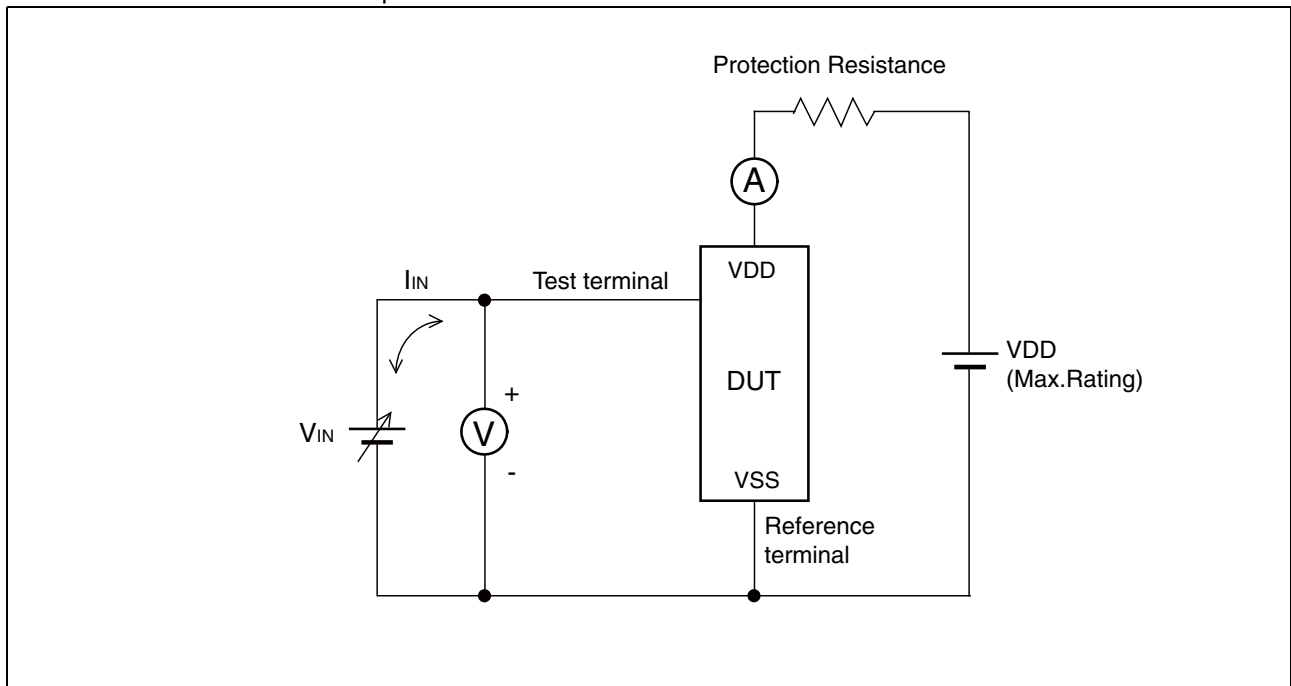 Protection Resistance
A
IIN
Test terminal
VDD
VDD
(Max.Rating)
DUT
+
VIN
V
-
VSS
Reference
terminal